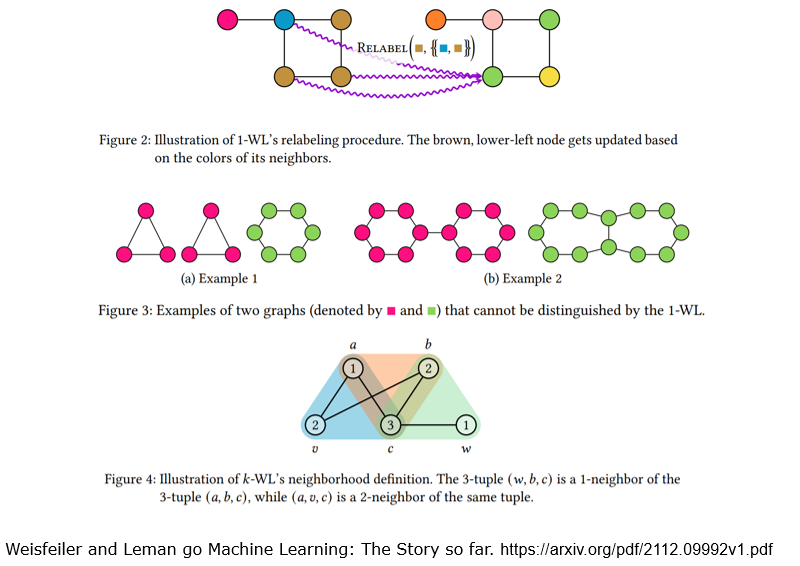 RELABEL(■, {{■, ■}})
Figure 2: Illustration of 1-WL's relabeling procedure. The brown, lower-left node gets updated based
on the colors of its neighbors.
(a) Example 1
(b) Example 2
Figure 3: Examples of two graphs (denoted by ■ and ■) that cannot be distinguished by the 1-WL.
a b
1 2
2 3 1
v c w
Figure 4: Illustration of k-WL's neighborhood definition. The 3-tuple (w, b, c) is a 1-neighbor of the
3-tuple (a, b, c), while (a, v, c) is a 2-neighbor of the same tuple.
Weisfeiler and Leman go Machine Learning: The Story so far. https://arxiv.org/pdf/2112.09992v1.pdf